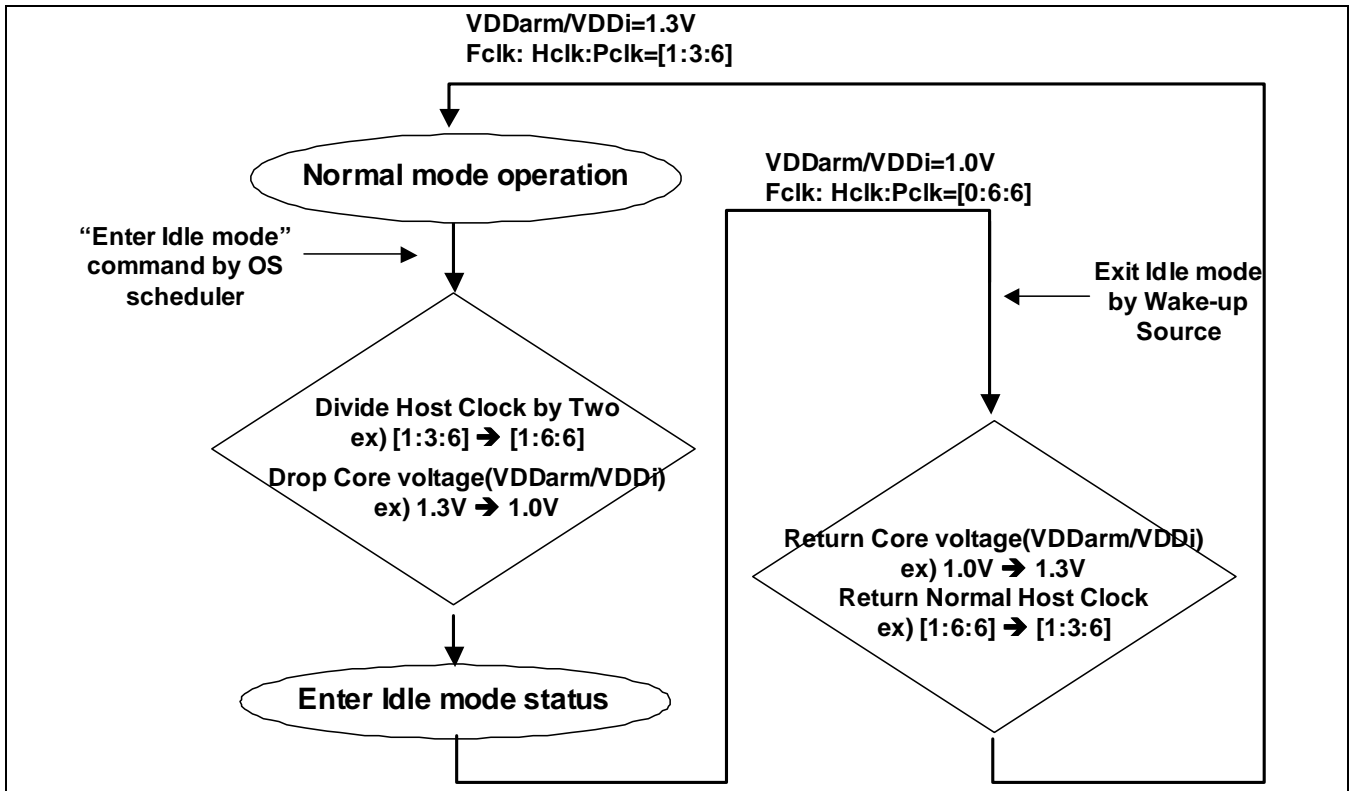 VDDarm/VDDi=1.3V
Fclk: Hclk:Pclk=[1:3:6]
Normal mode operation
VDDarm/VDDi=1.0V
Fclk: Hclk:Pclk=[0:6:6]
“Enter Idle mode”
command by OS
scheduler
Exit Idle mode
by Wake-up
Source
Divide Host Clock by Two
ex) [1:3:6] ➔ [1:6:6]
Drop Core voltage(VDDarm/VDDi)
ex) 1.3V ➔ 1.0V
Return Core voltage(VDDarm/VDDi)
ex) 1.0V ➔ 1.3V
Return Normal Host Clock
ex) [1:6:6] ➔ [1:3:6]
Enter Idle mode status